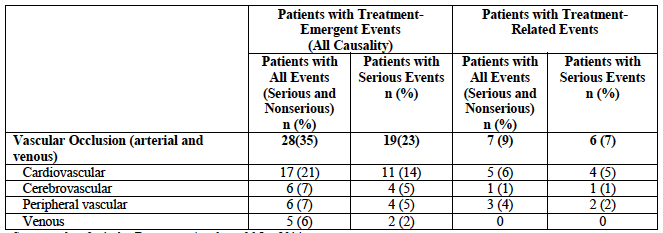 Patients with Treatment-
Emergent Events
(All Causality)
Patients with Treatment-
Related Events
Patients with
All Events
(Serious and
Nonserious)
n (%)
Patients with
Serious Events
n (%)
Patients with
All Events
(Serious and
Nonserious)
n (%)
Patients with
Serious Events
n (%)
Vascular Occlusion (arterial and
venous)
28(35)
19(23)
7 (9)
6 (7)
Cardiovascular 17 (21) 11 (14) 5 (6) 4 (5)
Cerebrovascular 6 (7) 4 (5) 1 (1) 1 (1)
Peripheral vascular 6 (7) 4 (5) 3 (4) 2 (2)
Venous 5 (6) 2 (2) 0 0